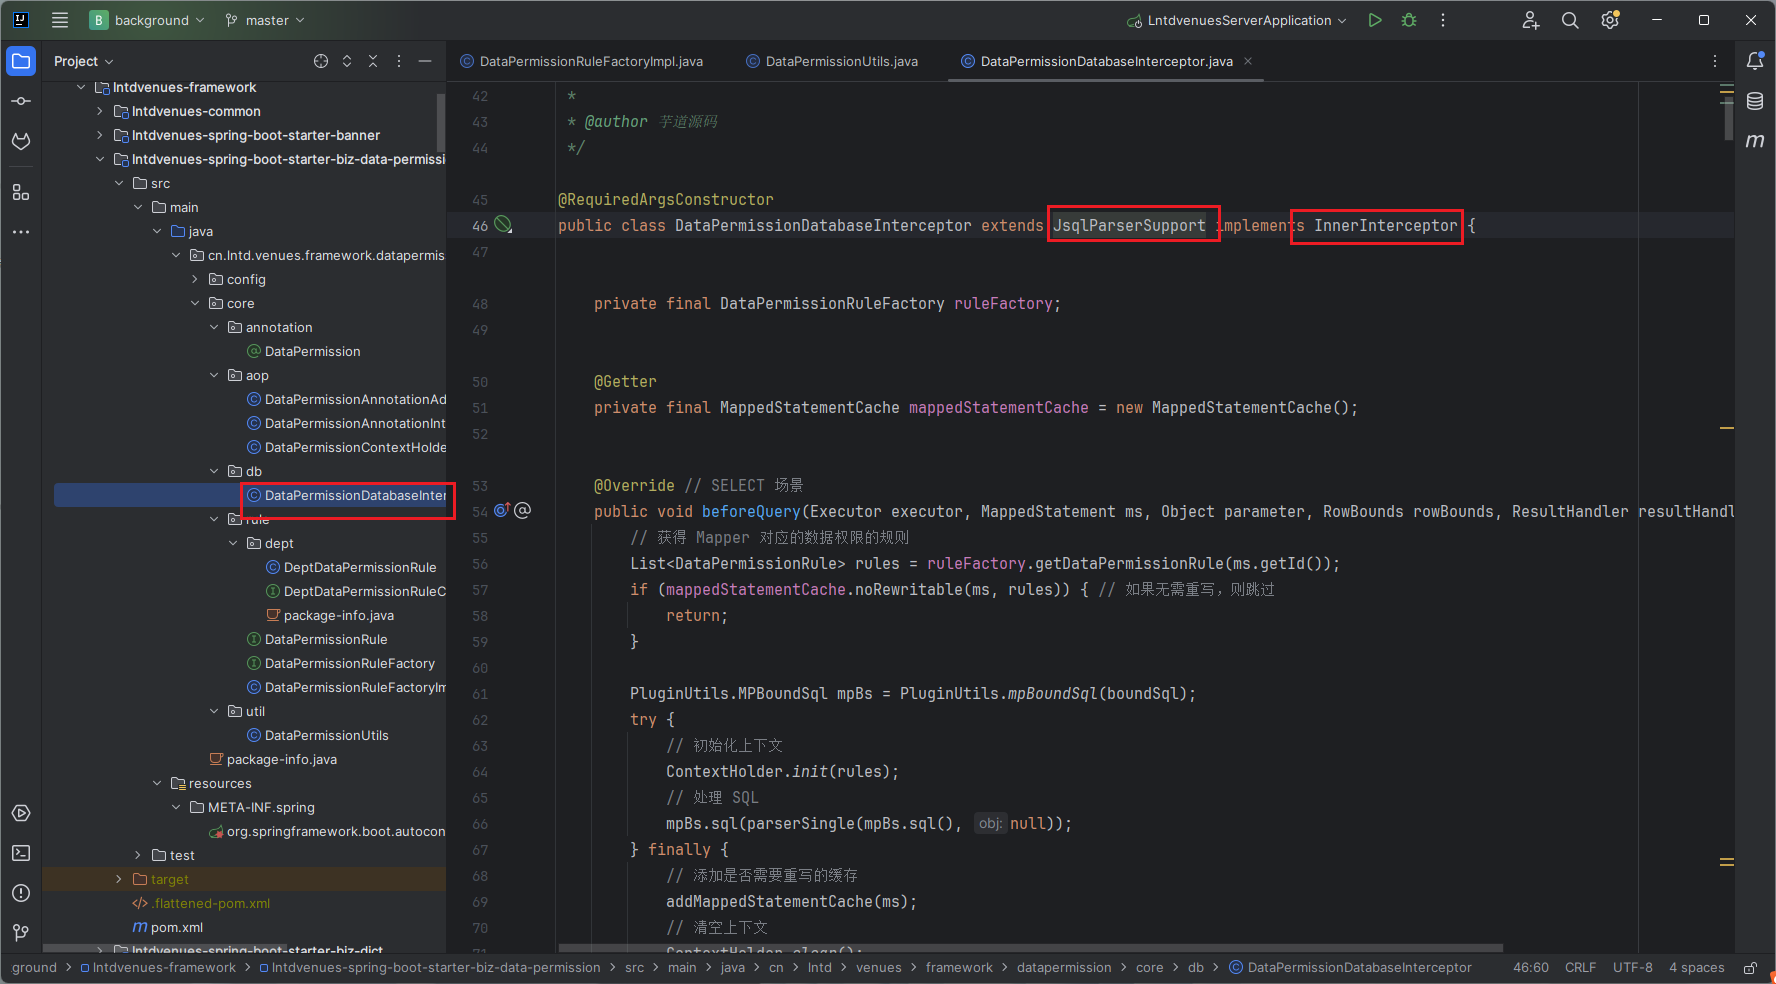 B background master LntdvenuesServerApplication
Project
DataPermissionRuleFactoryImpl.java DataPermissionUtils.java DataPermissionDatabaseInterceptor.java
lntdvenues-framework
lntdvenues-common
lntdvenues-spring-boot-starter-banner
lntdvenues-spring-boot-starter-biz-data-permissi
src
main
java
cn.lntd.venues.framework.datapermis
config
core
annotation
DataPermission
aop
DataPermissionAnnotationAd
DataPermissionAnnotationInt
DataPermissionContextHolde
db
DataPermissionDatabaseInter
rule
dept
DeptDataPermissionRule
DeptDataPermissionRuleC
package-info.java
DataPermissionRule
DataPermissionRuleFactory
DataPermissionRuleFactoryIm
util
DataPermissionUtils
package-info.java
resources
META-INF.spring
org.springframework.boot.autocon
test
target
.flattened-pom.xml
pom.xml
lntdvenues-spring-boot-starter-biz-dict
42 *
43 * @author 芋道源码
44 */
45 @RequiredArgsConstructor
46 public class DataPermissionDatabaseInterceptor extends JsqlParserSupport implements InnerInterceptor {
47
48 private final DataPermissionRuleFactory ruleFactory;
49
50 @Getter
51 private final MappedStatementCache mappedStatementCache = new MappedStatementCache();
52
53 @Override // SELECT 场景
54 public void beforeQuery(Executor executor, MappedStatement ms, Object parameter, RowBounds rowBounds, ResultHandler resultHandl
55 // 获得 Mapper 对应的数据权限的规则
56 List<DataPermissionRule> rules = ruleFactory.getDataPermissionRule(ms.getId());
57 if (mappedStatementCache.noRewritable(ms, rules)) { // 如果无需重写，则跳过
58 return;
59 }
60
61 PluginUtils.MPBoundSql mpBs = PluginUtils.mpBoundSql(boundSql);
62 try {
63 // 初始化上下文
64 ContextHolder.init(rules);
65 // 处理 SQL
66 mpBs.sql(parserSingle(mpBs.sql(), obj: null));
67 } finally {
68 // 添加是否需要重写的缓存
69 addMappedStatementCache(ms);
70 // 清空上下文
71 ContextHolder.clear();
ground > lntdvenues-framework > lntdvenues-spring-boot-starter-biz-data-permission > src > main > java > cn > lntd > venues > framework > datapermission > core > db > DataPermissionDatabaseInterceptor 46:60 CRLF UTF-8 4 spaces